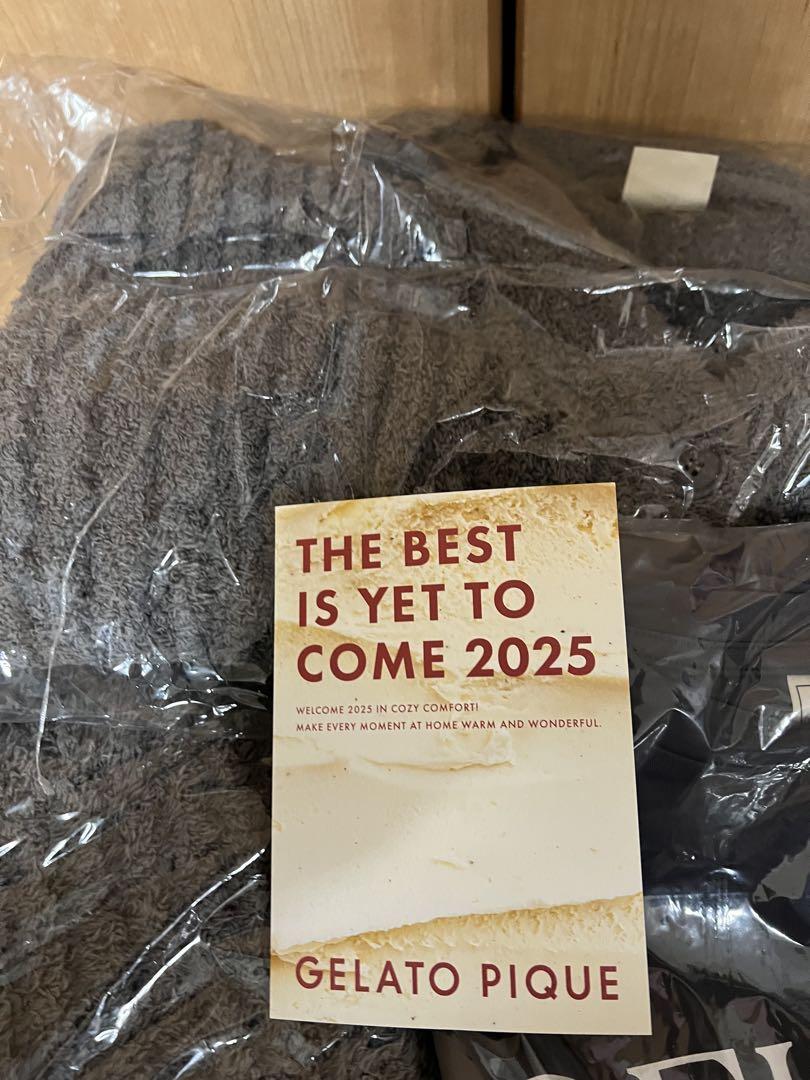 THE BEST
IS YET TO
COME 2025
WELCOME 2025 IN COZY COMFORT!
MAKE EVERY MOMENT AT HOME WARM AND WONDERFUL.
GELATO PIQUE